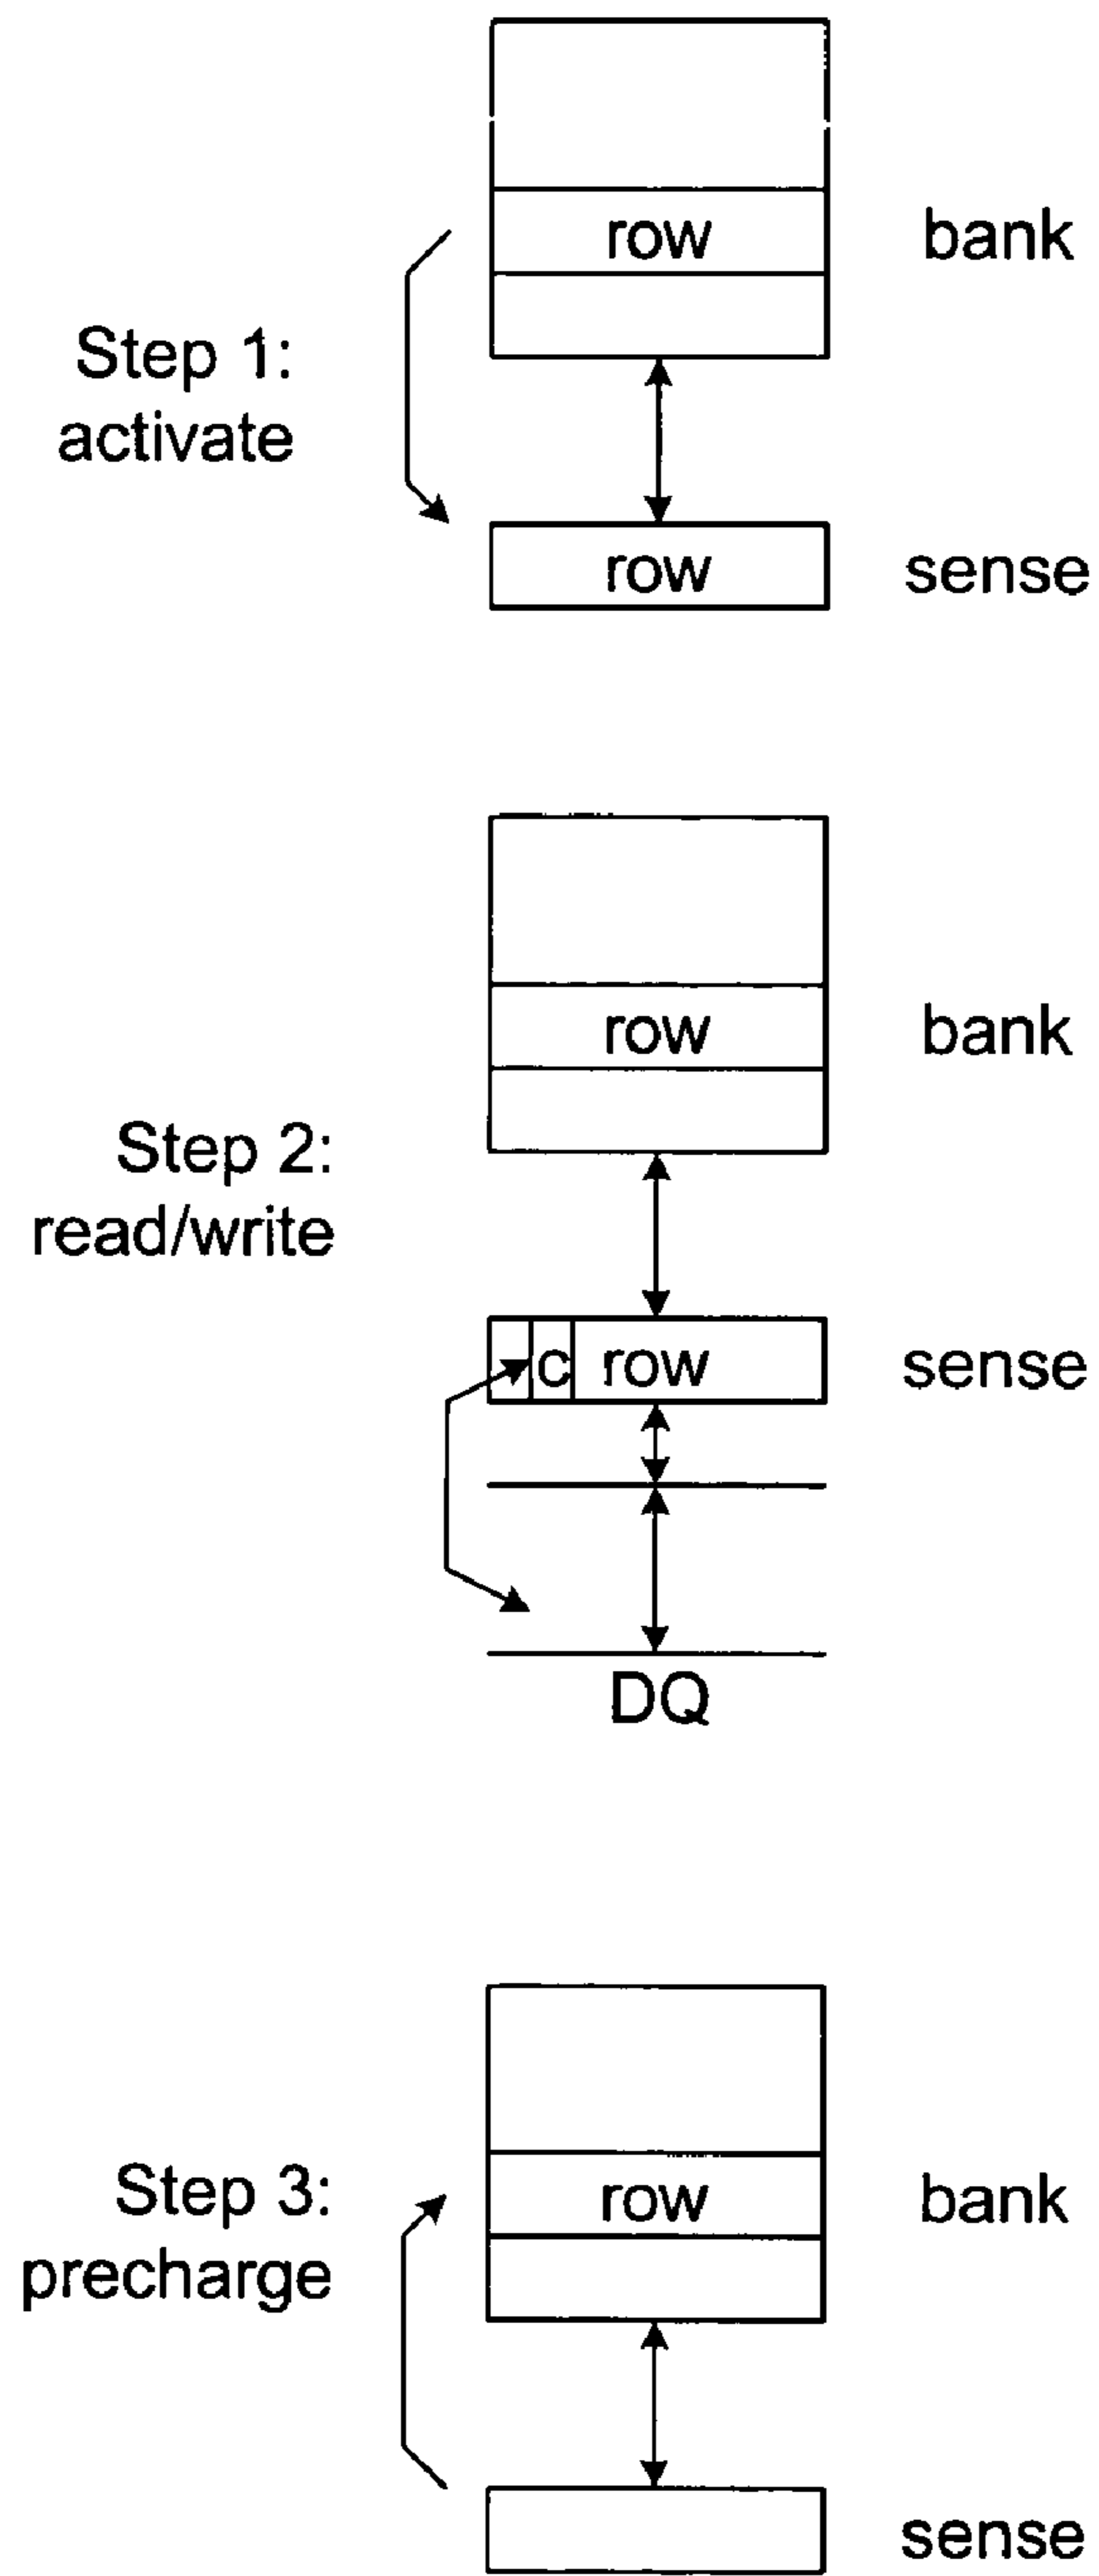 row
bank
Step 1:
activate
row
sense
row
bank
Step 2:
read/write
c
row
sense
DQ
Step 3:
precharge
row
bank
sense